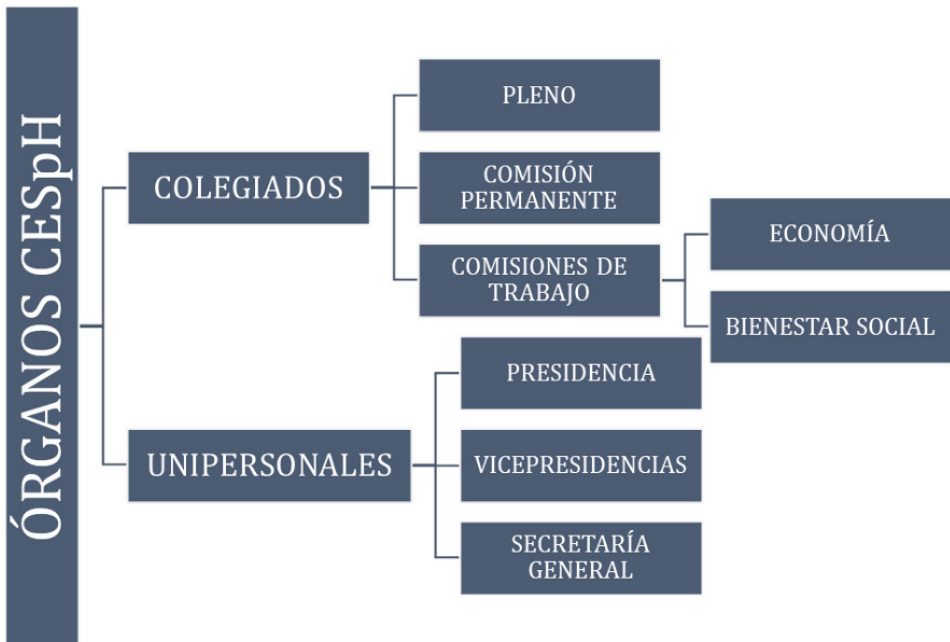 ÓRGANOS CESpH
COLEGIADOS
PLENO
COMISIÓN
PERMANENTE
COMISIONES DE
TRABAJO
ECONOMÍA
BIENESTAR SOCIAL
UNIPERSONALES
PRESIDENCIA
VICEPRESIDENCIAS
SECRETARÍA
GENERAL